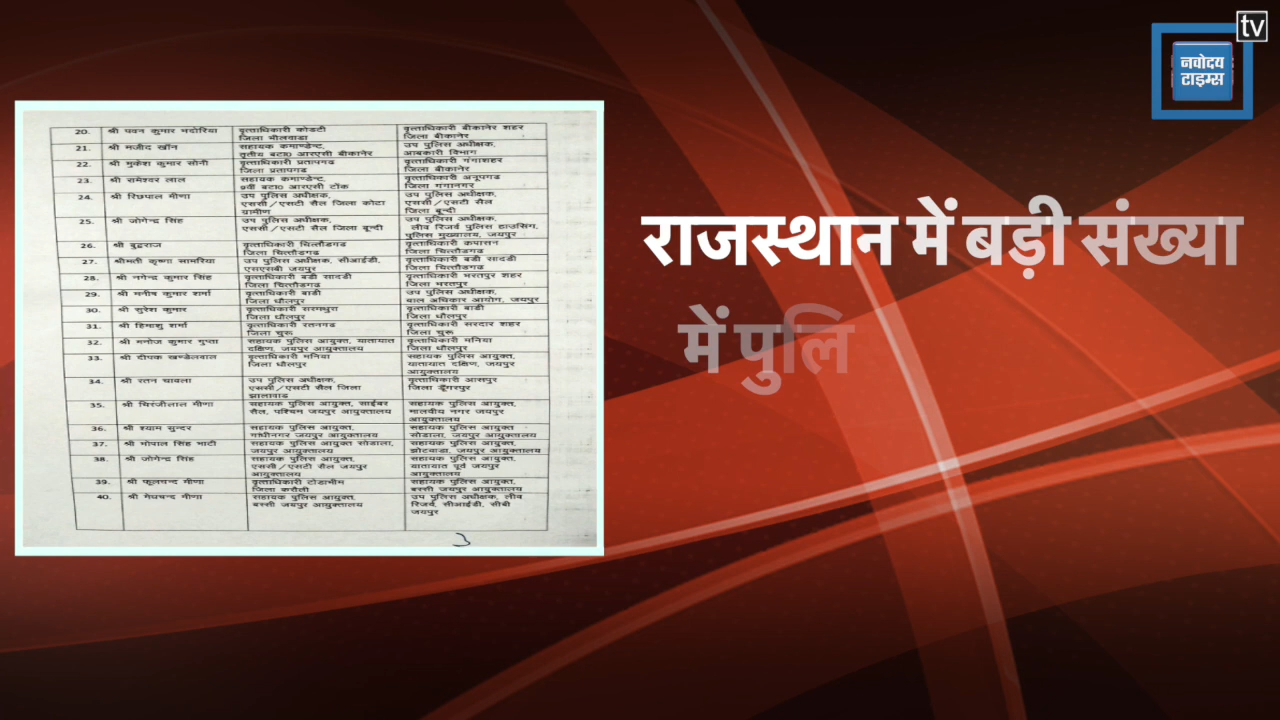 tv
नवोदय
टाइम्स
राजस्थान में बड़ी संख्या
में पुलि
20. श्री पवन कुमार भदोरिया वृत्ताधिकारी कोडटी वृत्ताधिकारी बीकानेर शहर
जिला भीलवाडा जिला बीकानेर
21. श्री मजीद खॉन सहायक कमाण्डेन्ट, उप पुलिस अधीक्षक,
तृतीय बटा0 आरएसी बीकानेर आबकारी विभाग
22. श्री मुकेश कुमार सोनी वृत्ताधिकारी प्रतापगढ वृत्ताधिकारी गंगाशहर
जिला प्रतापगढ जिला बीकानेर
23. श्री रामेश्वर लाल सहायक कमाण्डेन्ट, वृत्ताधिकारी अनूपगढ
9वीं बटा0 आरएसी टोंक जिला गंगानगर
24. श्री रिछपाल मीणा उप पुलिस अधीक्षक, उप पुलिस अधीक्षक,
एससी/एसटी सैल जिला कोटा एससी/एसटी सैल
ग्रामीण जिला बून्दी
25. श्री जोगेन्द्र सिंह उप पुलिस अधीक्षक, उप पुलिस अधीक्षक,
एससी/एसटी सैल जिला बून्दी लीव रिजर्व पुलिस हाउसिंग,
पुलिस मुख्यालय, जयपुर
26. श्री बुद्धराज वृत्ताधिकारी चित्तौडगढ वृत्ताधिकारी कपासन
जिला चित्तौडगढ जिला चित्तौडगढ
27. श्रीमती कृष्णा सामरिया उप पुलिस अधीक्षक, सीआईडी, वृत्ताधिकारी बडी सादडी
एसएसबी जयपुर जिला चित्तौडगढ
28. श्री नगेन्द्र कुमार सिंह वृत्ताधिकारी बडी सादडी वृत्ताधिकारी भरतपुर शहर
जिला चित्तौडगढ जिला भरतपुर
29. श्री मनीष कुमार शर्मा वृत्ताधिकारी बाडी उप पुलिस अधीक्षक,
जिला धौलपुर बाल अधिकार आयोग, जयपुर
30. श्री सुरेश कुमार वृत्ताधिकारी सरमथुरा वृत्ताधिकारी बाडी
जिला धौलपुर जिला धौलपुर
31. श्री हिमांशु शर्मा वृत्ताधिकारी रतनगढ वृत्ताधिकारी सरदार शहर
जिला चुरू जिला चुरू
32. श्री मनोज कुमार गुप्ता सहायक पुलिस आयुक्त, यातायात वृत्ताधिकारी मनिया
दक्षिण, जयपुर आयुक्तालय जिला धौलपुर
33. श्री दीपक खण्डेलवाल वृत्ताधिकारी मनिया सहायक पुलिस आयुक्त,
जिला धौलपुर यातायात दक्षिण, जयपुर
आयुक्तालय
34. श्री रतन चावला उप पुलिस अधीक्षक, वृत्ताधिकारी आसपुर
एससी/एसटी सैल जिला जिला डूँगरपुर
झालावाड
35. श्री चिरंजीलाल मीणा सहायक पुलिस आयुक्त, साईबर सहायक पुलिस आयुक्त,
सैल, पश्चिम जयपुर आयुक्तालय मालवीय नगर जयपुर
आयुक्तालय
36. श्री श्याम सुन्दर सहायक पुलिस आयुक्त, सहायक पुलिस आयुक्त
गांधीनगर जयपुर आयुक्तालय सोडाला, जयपुर आयुक्तालय
37. श्री भोपाल सिंह भाटी सहायक पुलिस आयुक्त सोडाला, सहायक पुलिस आयुक्त,
जयपुर आयुक्तालय झोटवाडा, जयपुर आयुक्तालय
38. श्री जोगेन्द्र सिंह सहायक पुलिस आयुक्त, सहायक पुलिस आयुक्त,
एससी/एसटी सैल जयपुर यातायात पूर्व जयपुर
आयुक्तालय आयुक्तालय
39. श्री फूलचन्द मीणा वृत्ताधिकारी टोडाभीम सहायक पुलिस आयुक्त,
जिला करौली बस्सी जयपुर आयुक्तालय
40. श्री मेघचन्द मीणा सहायक पुलिस आयुक्त, उप पुलिस अधीक्षक, लीव
बस्सी जयपुर आयुक्तालय रिजर्व, सीआईडी, सीबी
जयपुर